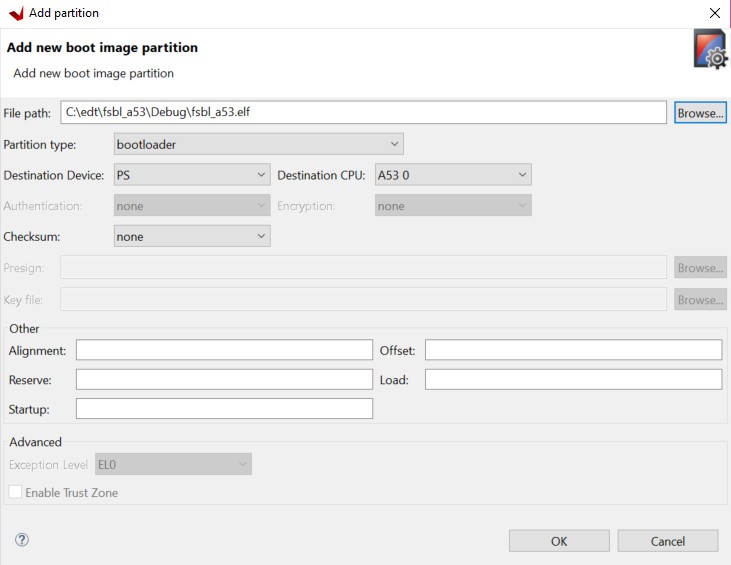 Add partition
Add new boot image partition
Add new boot image partition
File path: C:\edt\fsbl_a53\Debug\fsbl_a53.elf Browse...
Partition type: bootloader
Destination Device: PS Destination CPU: A53 0
Authentication: none Encryption: none
Checksum: none
Presign: Browse...
Key file: Browse...
Other
Alignment: Offset:
Reserve: Load:
Startup:
Advanced
Exception Level EL0
Enable Trust Zone
? OK Cancel